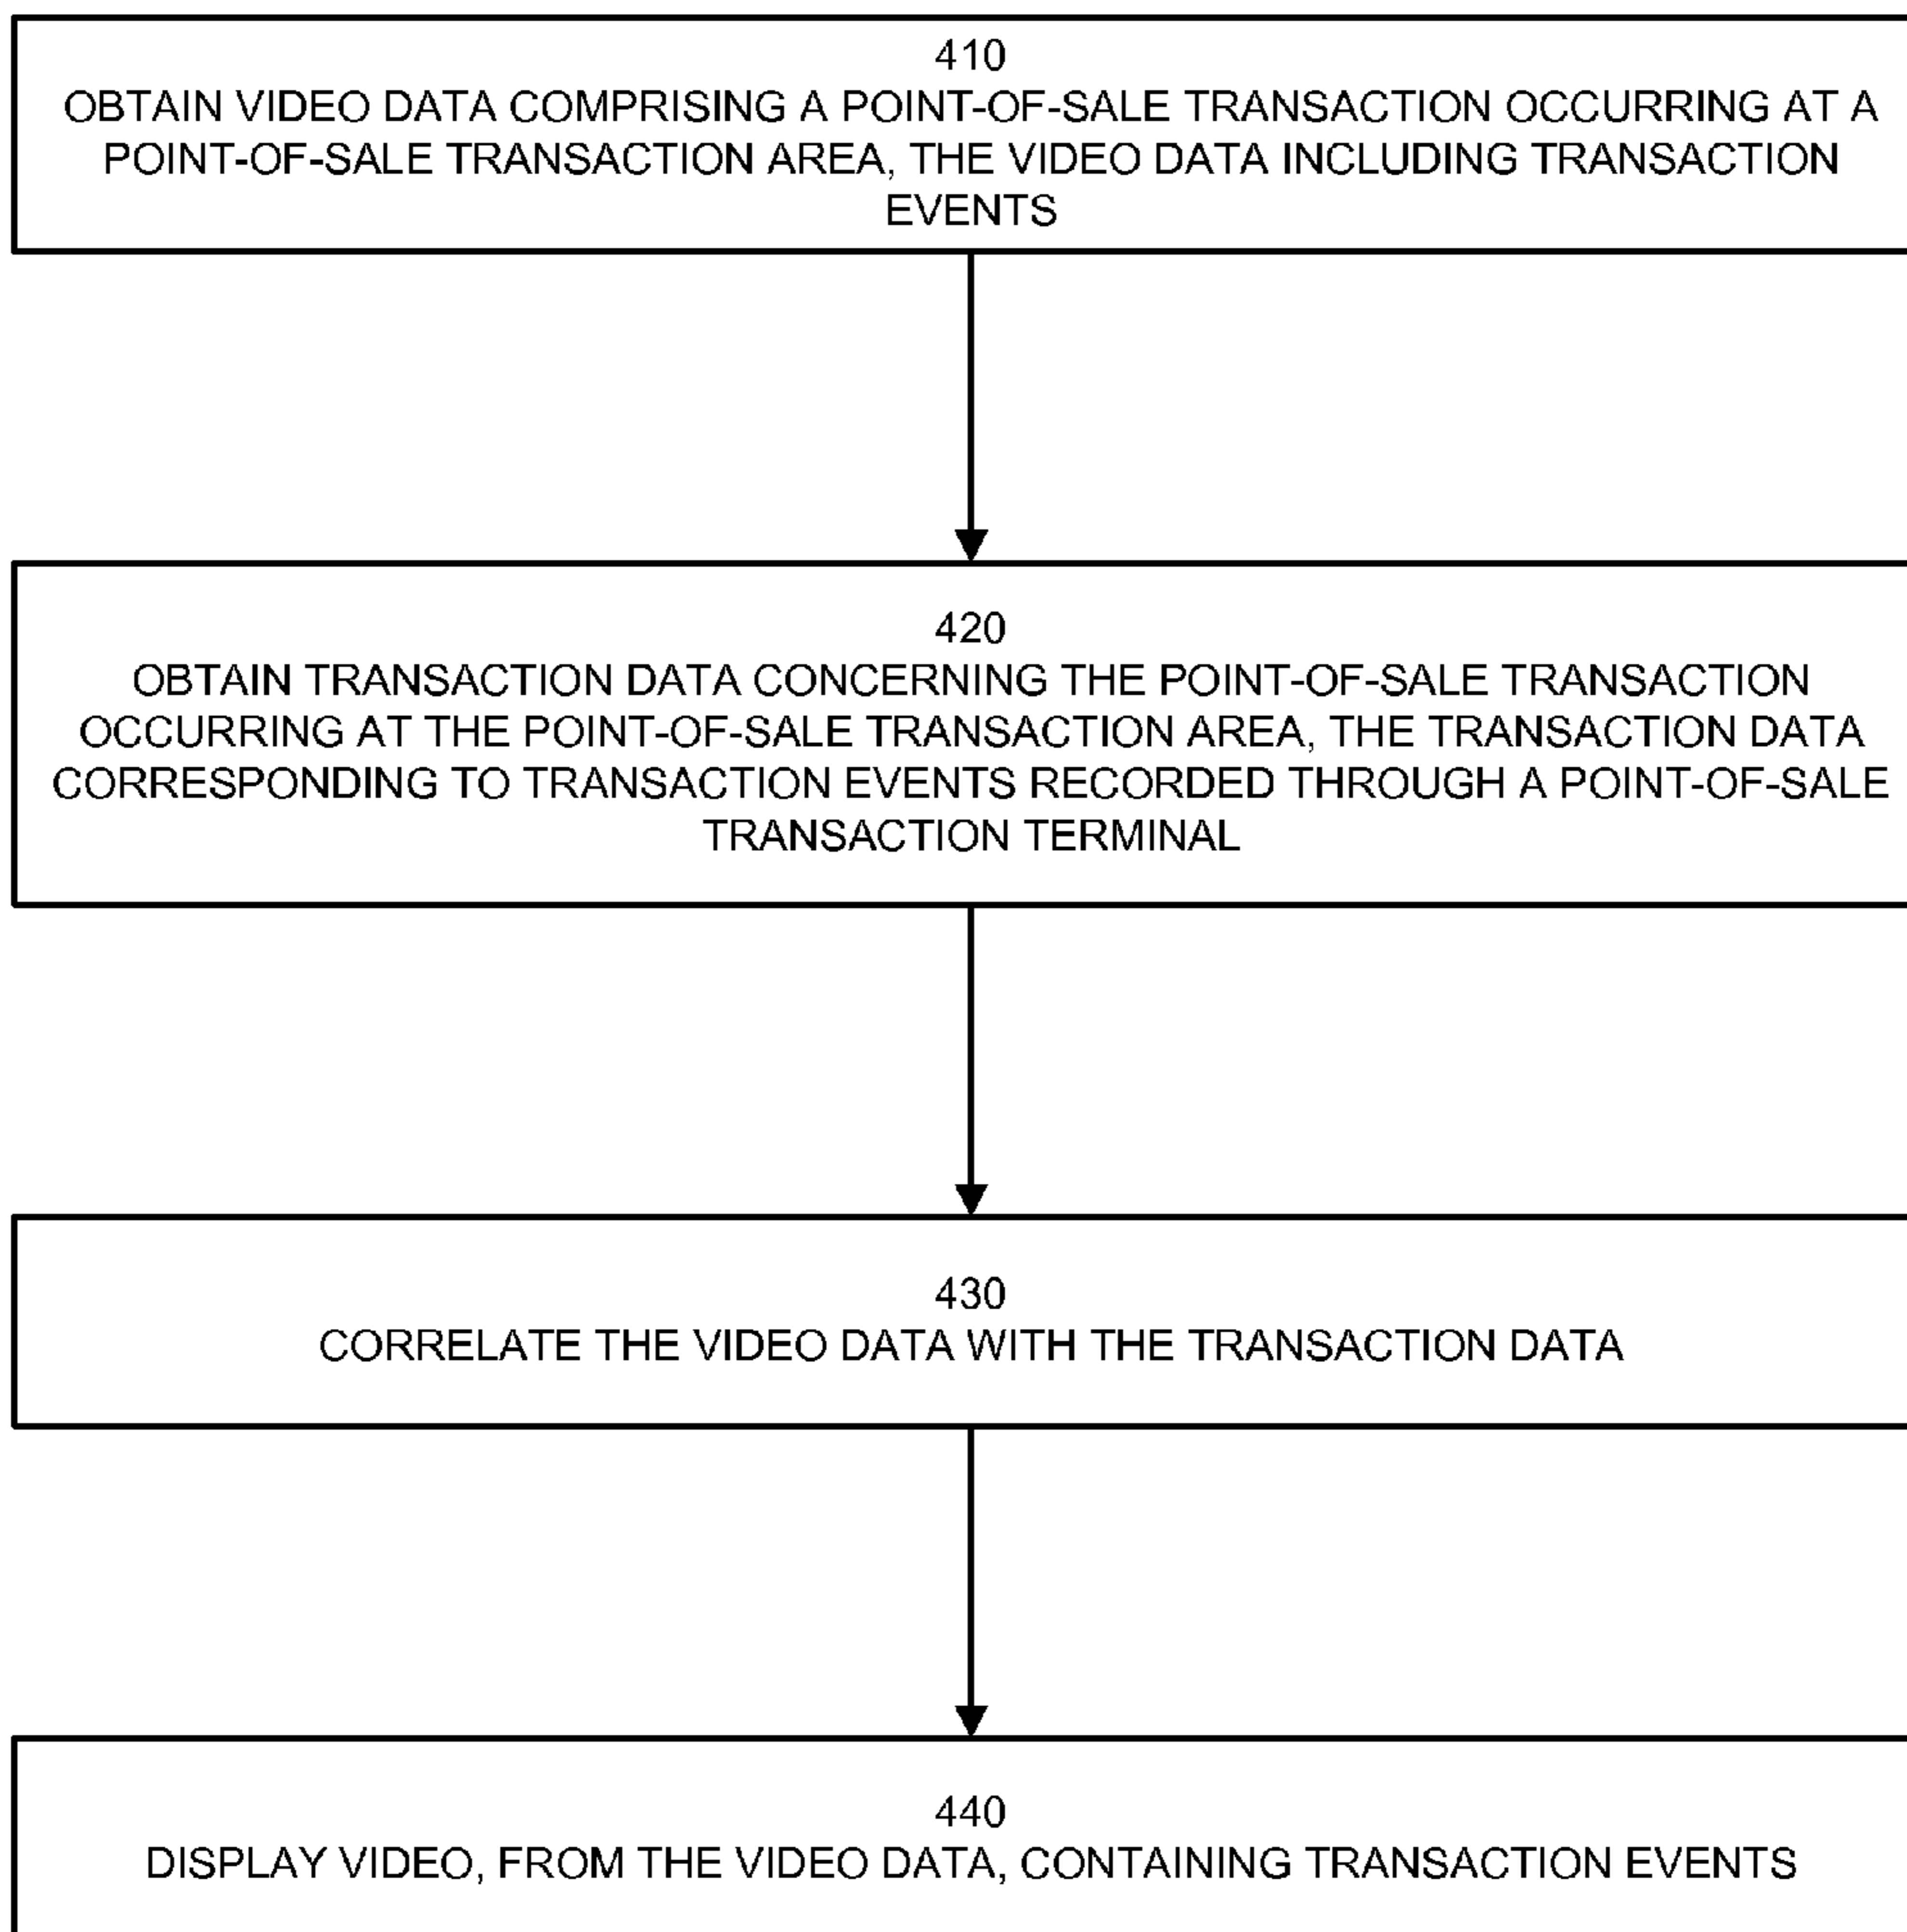 410
OBTAIN VIDEO DATA COMPRISING A POINT-OF-SALE TRANSACTION OCCURRING AT A
POINT-OF-SALE TRANSACTION AREA, THE VIDEO DATA INCLUDING TRANSACTION
EVENTS
420
OBTAIN TRANSACTION DATA CONCERNING THE POINT-OF-SALE TRANSACTION
OCCURRING AT THE POINT-OF-SALE TRANSACTION AREA, THE TRANSACTION DATA
CORRESPONDING TO TRANSACTION EVENTS RECORDED THROUGH A POINT-OF-SALE
TRANSACTION TERMINAL
430
CORRELATE THE VIDEO DATA WITH THE TRANSACTION DATA
440
DISPLAY VIDEO, FROM THE VIDEO DATA, CONTAINING TRANSACTION EVENTS